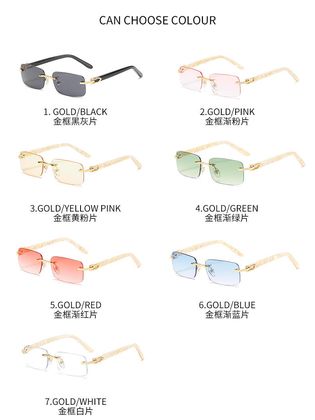 CAN CHOOSE COLOUR
1. GOLD/BLACK
金框黑灰片
2.GOLD/PINK
金框渐粉片
3.GOLD/YELLOW PINK
金框黄粉片
4.GOLD/GREEN
金框渐绿片
5.GOLD/RED
金框渐红片
6.GOLD/BLUE
金框渐蓝片
7.GOLD/WHITE
金框白片